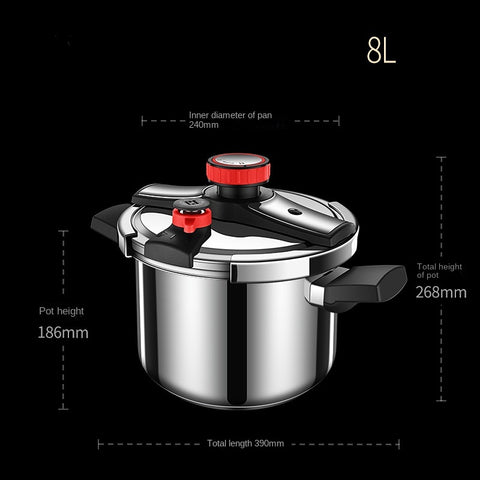 8L
Inner diameter of pan
240mm
Total height
of pot
268mm
Pot height
186mm
Total length 390mm